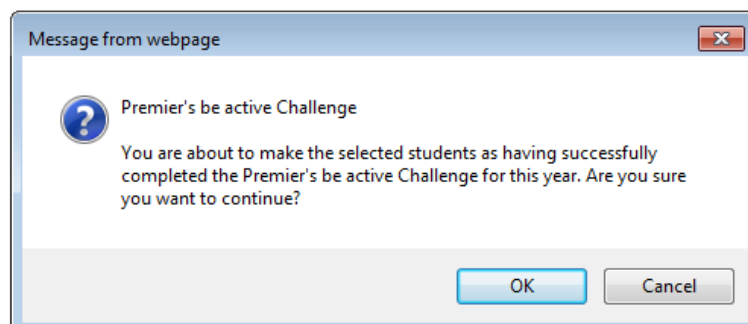 Message from webpage
Premier's be active Challenge
You are about to make the selected students as having successfully
completed the Premier's be active Challenge for this year. Are you sure
you want to continue?
OK
Cancel